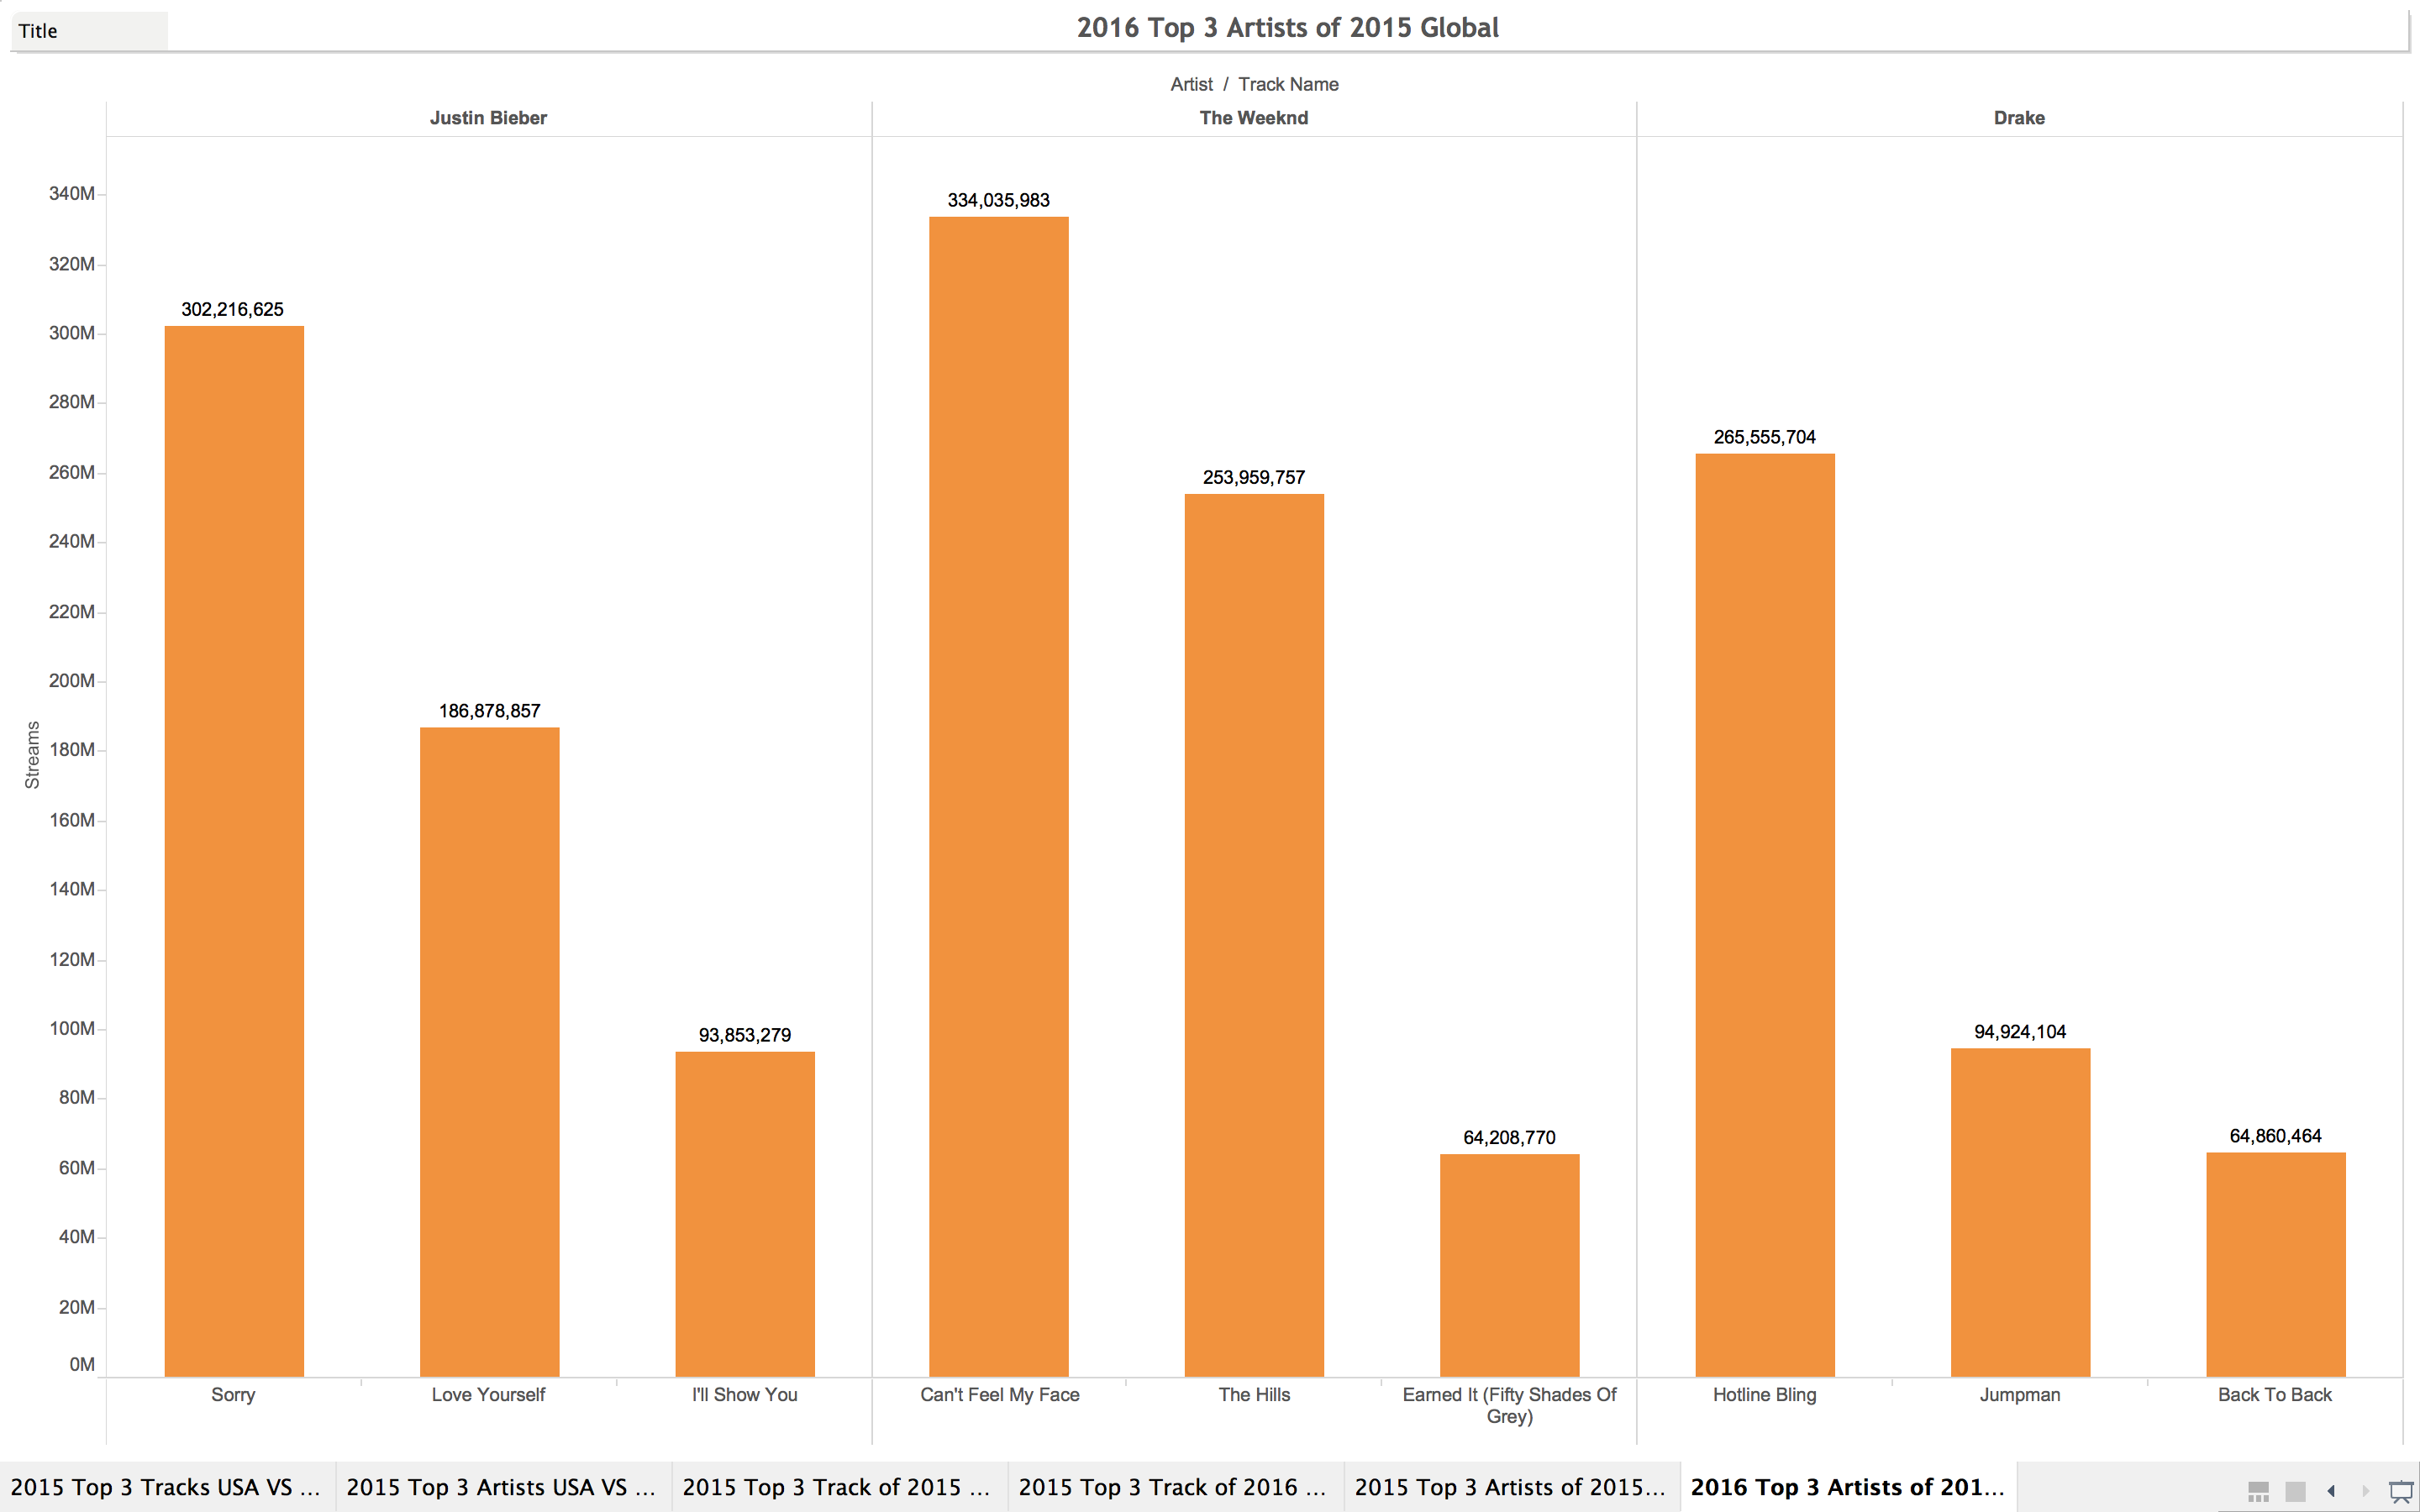 Title
2016 Top 3 Artists of 2015 Global
Artist / Track Name
Justin Bieber
The Weeknd
Drake
340M
320M
300M
280M
260M
240M
220M
200M
180M
160M
140M
120M
100M
80M
60M
40M
20M
0M
Streams
302,216,625
186,878,857
93,853,279
334,035,983
253,959,757
64,208,770
265,555,704
94,924,104
64,860,464
Sorry
Love Yourself
I'll Show You
Can't Feel My Face
The Hills
Earned It (Fifty Shades Of
Grey)
Hotline Bling
Jumpman
Back To Back
2015 Top 3 Tracks USA VS ...
2015 Top 3 Artists USA VS ...
2015 Top 3 Track of 2015 ...
2015 Top 3 Track of 2016 ...
2015 Top 3 Artists of 2015...
2016 Top 3 Artists of 201...